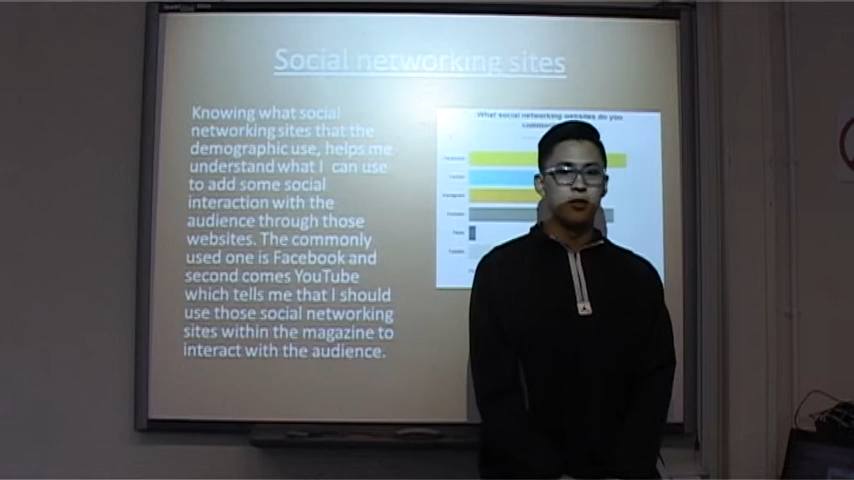 Social networking sites
Knowing what social
networking sites that the
demographic use, helps me
understand what I can use
to add some social
interaction with the
audience through those
websites. The commonly
used one is Facebook and
second comes YouTube
which tells me that I should
use those social networking
sites within the magazine to
interact with the audience.
What social networking websites do you
Facebook
Twitter
Instagram